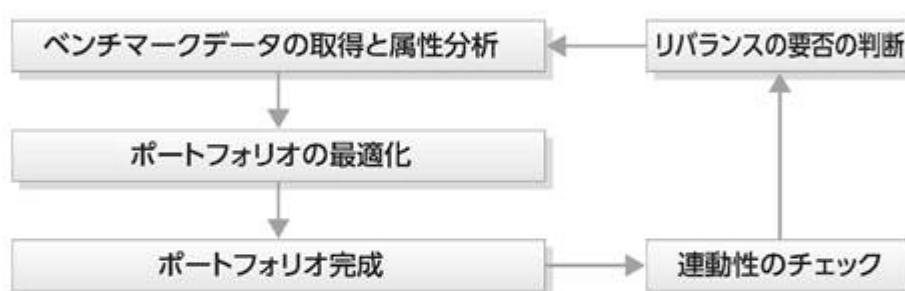 ベンチマークデータの取得と属性分析
リバランスの要否の判断
ポートフォリオの最適化
ポートフォリオ完成
連動性のチェック